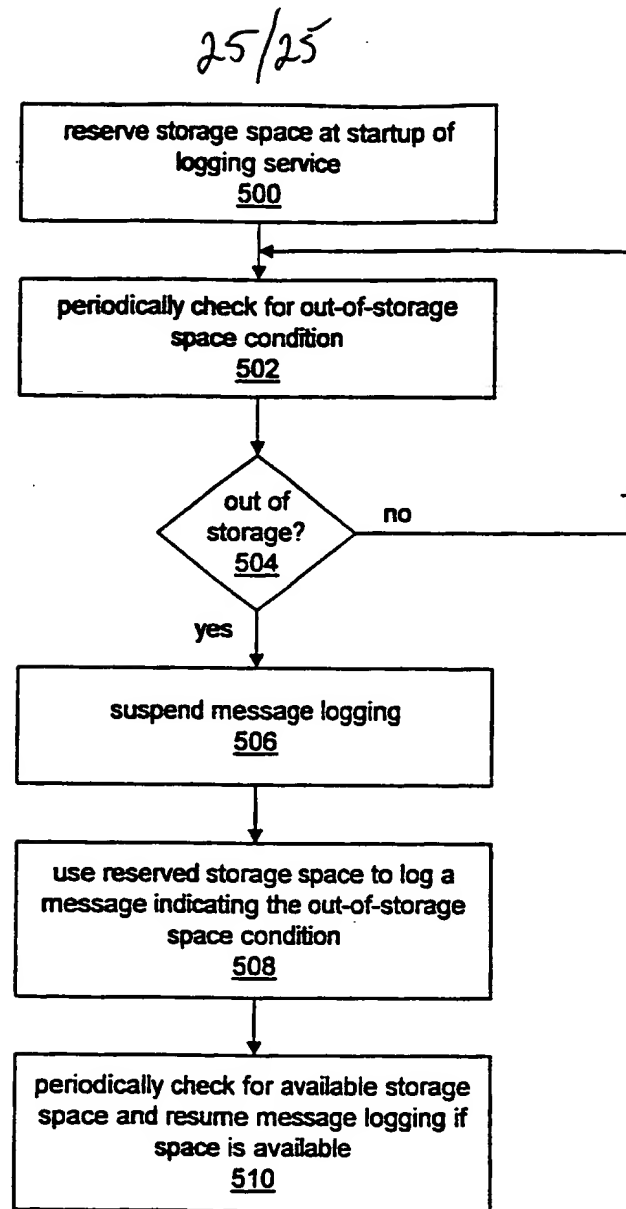 25/25
reserve storage space at startup of
logging service
500
periodically check for out-of-storage
space condition
502
out of
storage?
504
no
yes
suspend message logging
506
use reserved storage space to log a
message indicating the out-of-storage
space condition
508
periodically check for available storage
space and resume message logging if
space is available
510